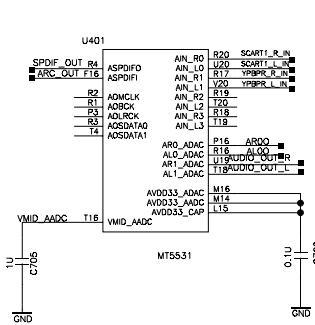 U401
SPDIF_OUT R4 ASPDIFO
ARC_OUT F16 ASPDIFI
R2 AOMCLK
R1 AOBCK
P3 AOLRCK
R3 AOSDATA0
T4 AOSDATA1
VMID_AADC T16 VMID_AADC
AIN_R0 R20 SCART1_R_IN
AIN_L0 U20 SCART1_L_IN
AIN_R1 R17 YPBPR_R_IN
AIN_L1 V20 YPBPR_L_IN
AIN_R2 R19
AIN_L2 T20
AIN_R3 R18
AIN_L3 T19
AR0_ADAC P16 ARO0
AL0_ADAC R16 ALO0
AR1_ADAC U19 AUDIO_OUT_R
AL1_ADAC T18 AUDIO_OUT_L
AVDD33_ADAC M16
AVDD33_AADC M14
AVDD33_CAP L15
MT5531
1U C705
GND
0.1U
GND